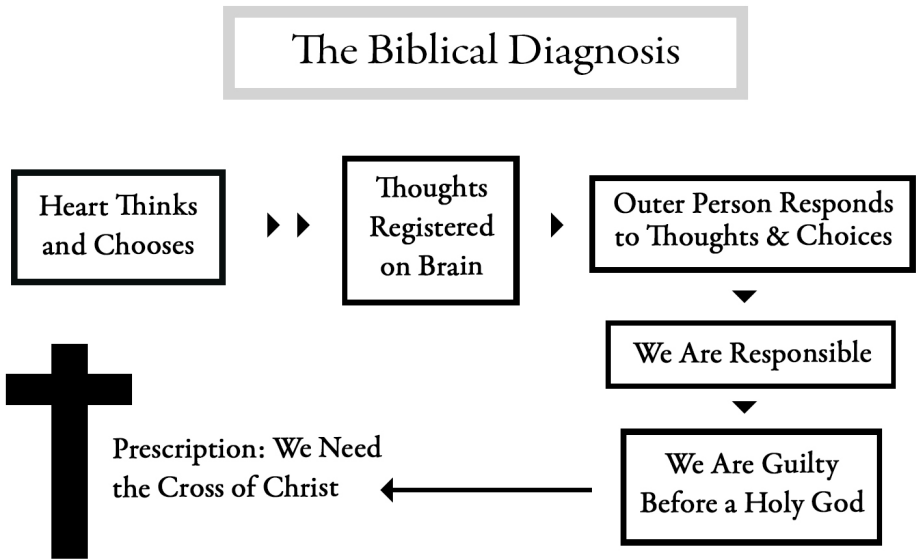 The Biblical Diagnosis
Heart Thinks
and Chooses
Thoughts
Registered
on Brain
Outer Person Responds
to Thoughts & Choices
We Are Responsible
We Are Guilty
Before a Holy God
Prescription: We Need
the Cross of Christ